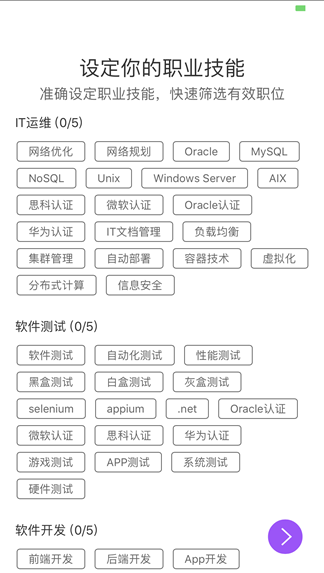 设定你的职业技能
准确设定职业技能，快速筛选有效职位
IT运维 (0/5)
网络优化 网络规划 Oracle MySQL
NoSQL Unix Windows Server AIX
思科认证 微软认证 Oracle认证
华为认证 IT文档管理 负载均衡
集群管理 自动部署 容器技术 虚拟化
分布式计算 信息安全
软件测试 (0/5)
软件测试 自动化测试 性能测试
黑盒测试 白盒测试 灰盒测试
selenium appium .net Oracle认证
微软认证 思科认证 华为认证
游戏测试 APP测试 系统测试
硬件测试
软件开发 (0/5)
前端开发 后端开发 App开发